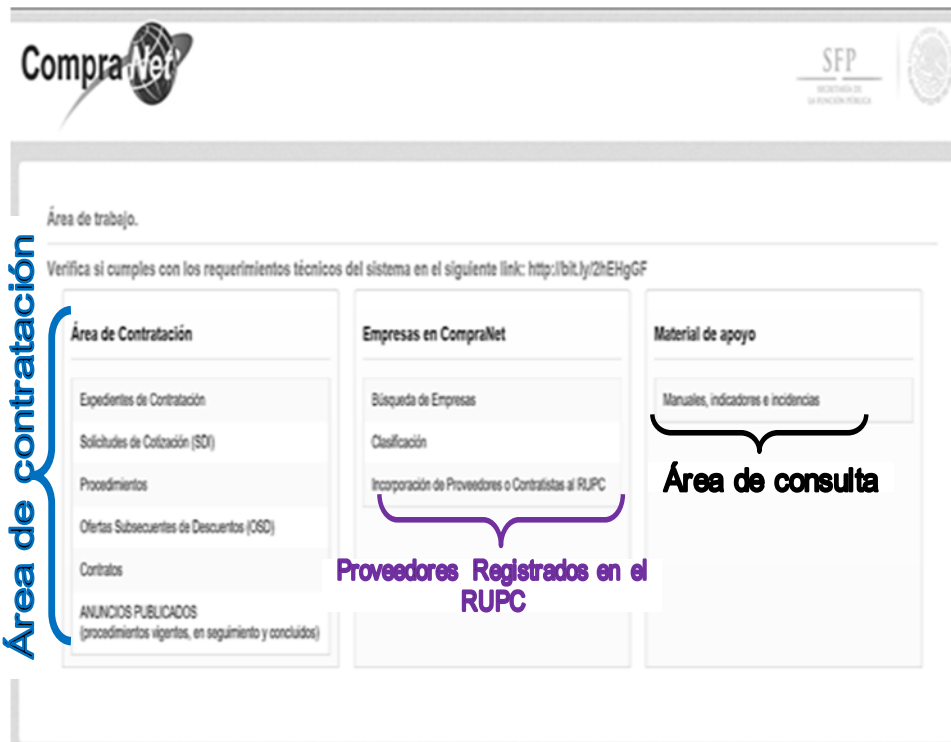 CompraNet
SFP
SECRETARÍA DE
LA FUNCIÓN PÚBLICA
Área de trabajo.
Verifica si cumples con los requerimientos técnicos del sistema en el siguiente link: http://bit.ly/2hEHgGF
Área de contratación
Área de Contratación
Expedientes de Contratación
Solicitudes de Cotización (SDI)
Procedimientos
Ofertas Subsecuentes de Descuentos (OSD)
Contratos
ANUNCIOS PUBLICADOS
(procedimientos vigentes, en seguimiento y concluidos)
Empresas en CompraNet
Búsqueda de Empresas
Clasificación
Incorporación de Proveedores o Contratistas al RUPC
Proveedores Registrados en el
RUPC
Material de apoyo
Manuales, indicadores e incidencias
Área de consulta